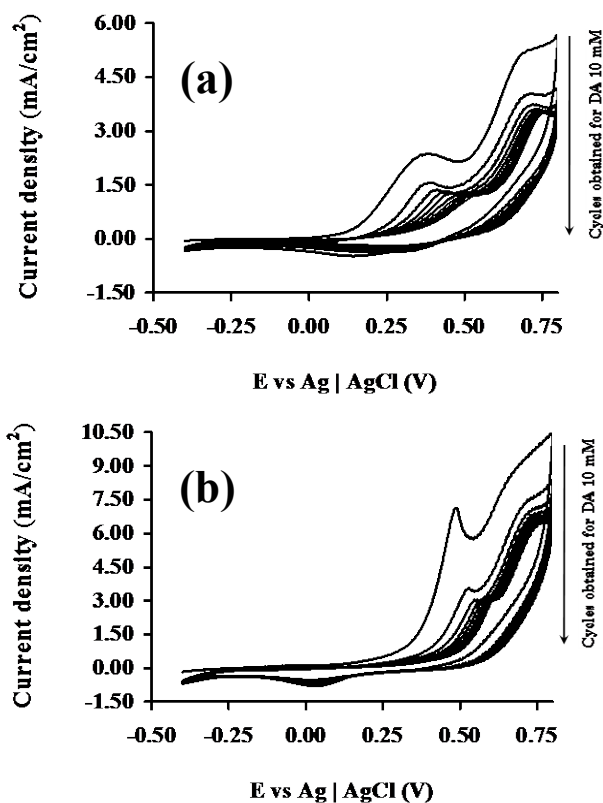 6.00
(a)
4.50
3.00
1.50
0.00
-1.50
Current density (mA/cm²)
Cycles obtained for DA 10 mM
-0.50 -0.25 0.00 0.25 0.50 0.75
E vs Ag | AgCl (V)
10.50
9.00
(b)
7.50
6.00
4.50
3.00
1.50
0.00
-1.50
Current density (mA/cm²)
Cycles obtained for DA 10 mM
-0.50 -0.25 0.00 0.25 0.50 0.75
E vs Ag | AgCl (V)